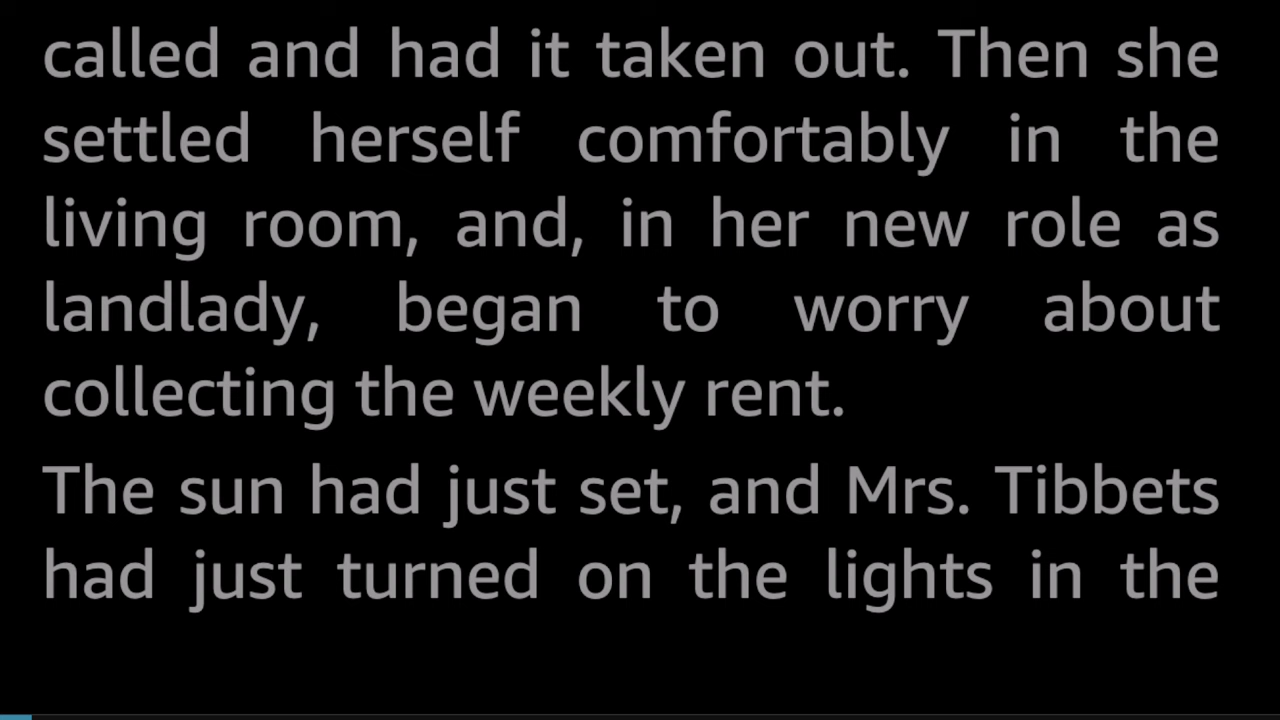 called and had it taken out. Then she
settled herself comfortably in the
living room, and, in her new role as
landlady, began to worry about
collecting the weekly rent.
The sun had just set, and Mrs. Tibbets
had just turned on the lights in the